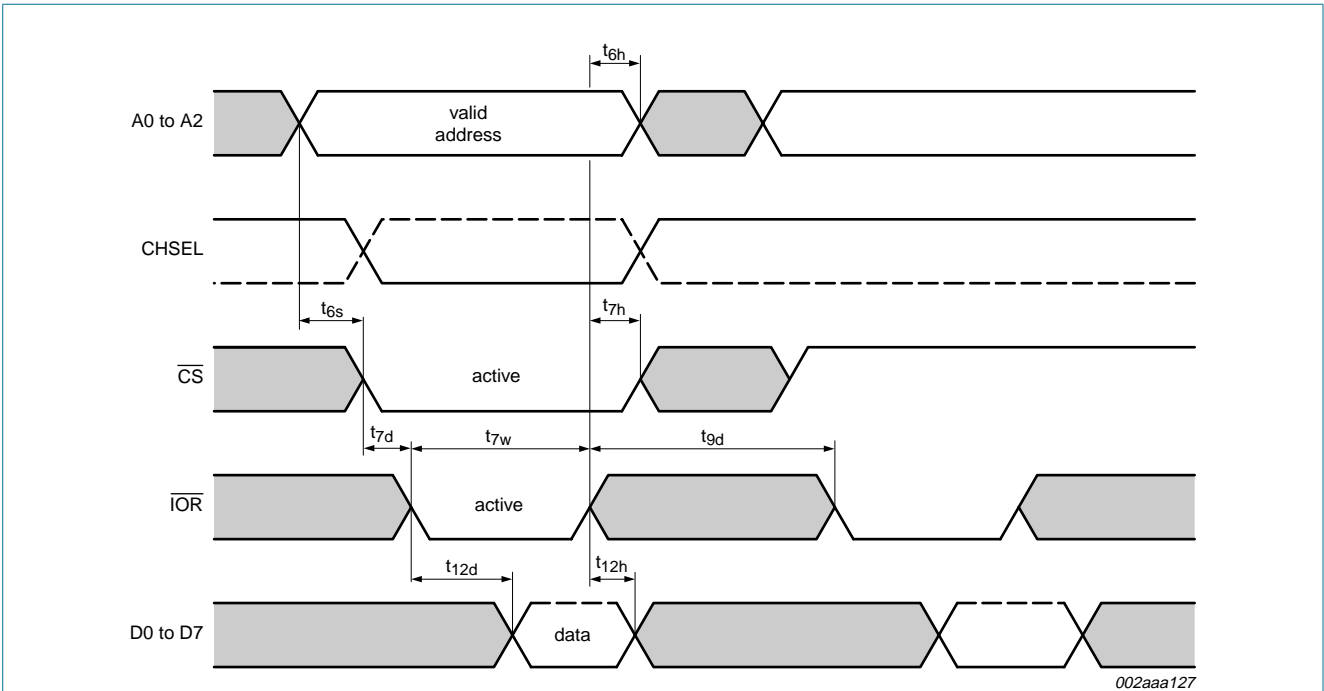 t6h
A0 to A2
valid
address
CHSEL
t6s
t7h
CS
active
t7d
t7w
t9d
IOR
active
t12d
t12h
D0 to D7
data
002aaa127